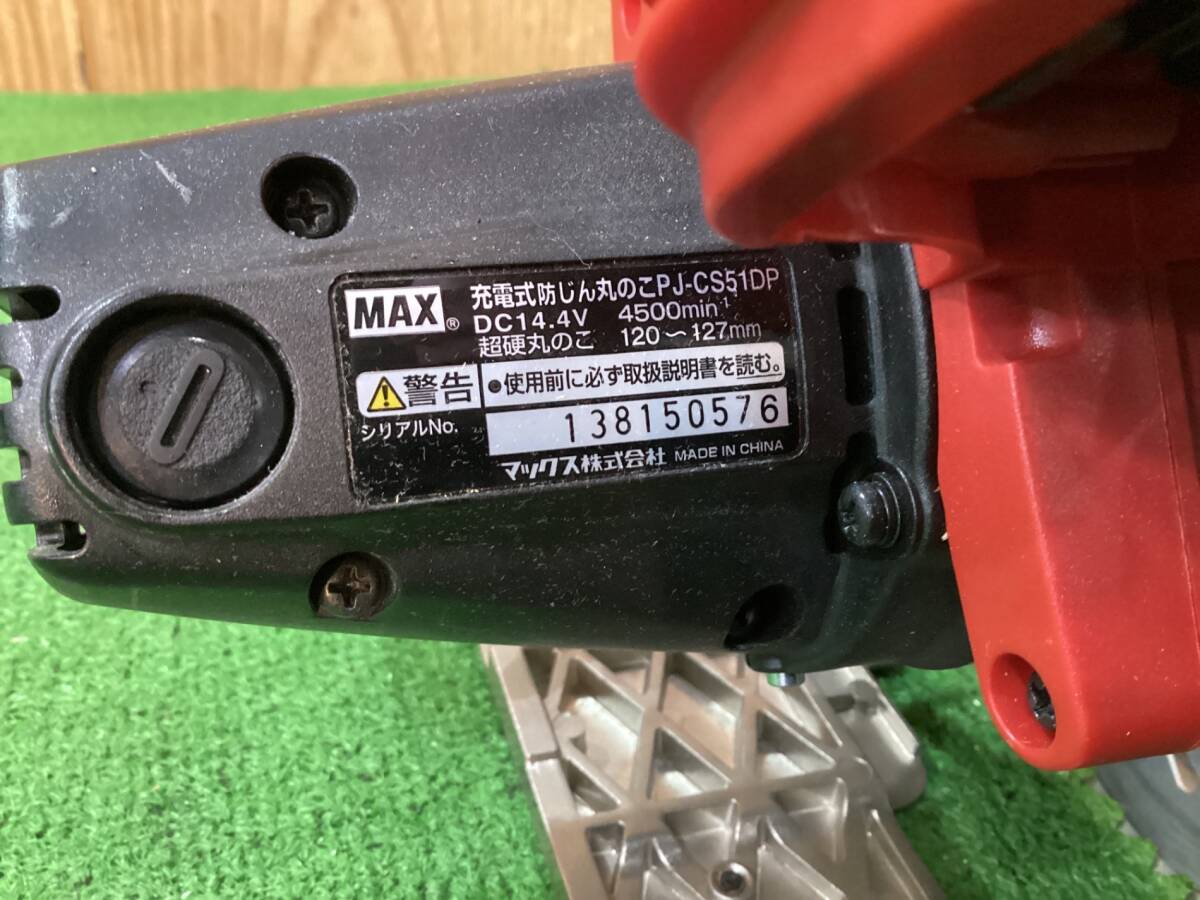 MAX® 充電式防じん丸のこPJ-CS51DP
DC14.4V 4500min⁻¹
超硬丸のこ 120〜127mm
警告 ●使用前に必ず取扱説明書を読む。
シリアルNo. 138150576
マックス株式会社 MADE IN CHINA